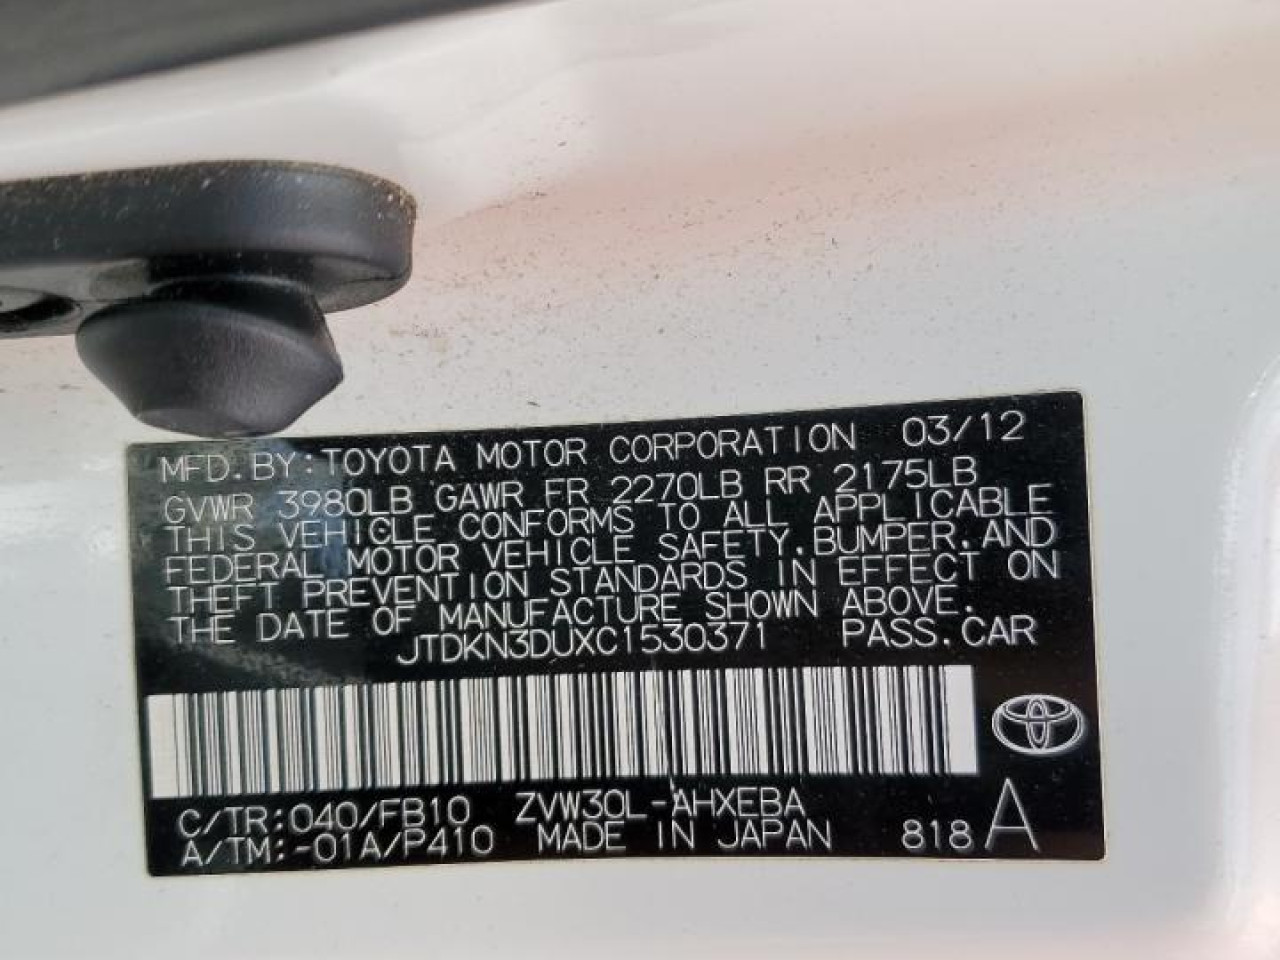 MFD.BY:TOYOTA MOTOR CORPORATION 03/12
GVWR 3980LB GAWR FR 2270LB RR 2175LB
THIS VEHICLE CONFORMS TO ALL APPLICABLE
FEDERAL MOTOR VEHICLE SAFETY.BUMPER.AND
THEFT PREVENTION STANDARDS IN EFFECT ON
THE DATE OF MANUFACTURE SHOWN ABOVE.
JTDKN3DUXC1530371 PASS.CAR
C/TR:040/FB10 ZVW30L-AHXEBA
A/TM:-01A/P410 MADE IN JAPAN 818 A